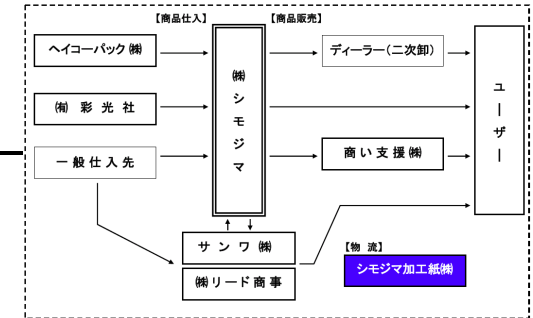 【商品仕入】
【商品販売】
ヘイコーパック㈱
㈱シモジマ
ディーラー（二次卸）
ユーザー
㈲ 彩 光 社
一 般 仕 入 先
商 い 支 援 ㈱
サ ン ワ ㈱
【物 流】
㈱リード商事
シモジマ加工紙㈱